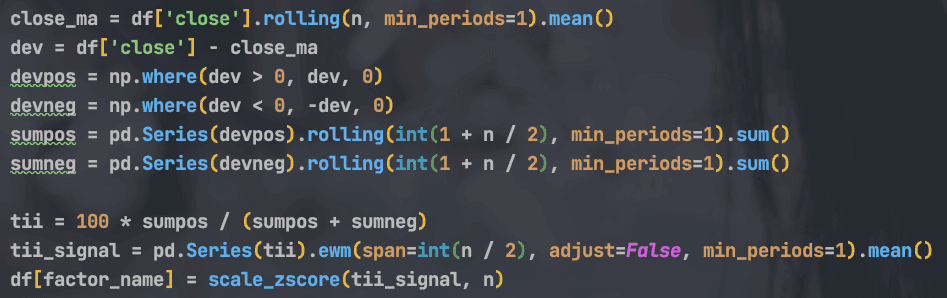 close_ma = df['close'].rolling(n, min_periods=1).mean()
dev = df['close'] - close_ma
devpos = np.where(dev > 0, dev, 0)
devneg = np.where(dev < 0, -dev, 0)
sumpos = pd.Series(devpos).rolling(int(1 + n / 2), min_periods=1).sum()
sumneg = pd.Series(devneg).rolling(int(1 + n / 2), min_periods=1).sum()
tii = 100 * sumpos / (sumpos + sumneg)
tii_signal = pd.Series(tii).ewm(span=int(n / 2), adjust=False, min_periods=1).mean()
df[factor_name] = scale_zscore(tii_signal, n)